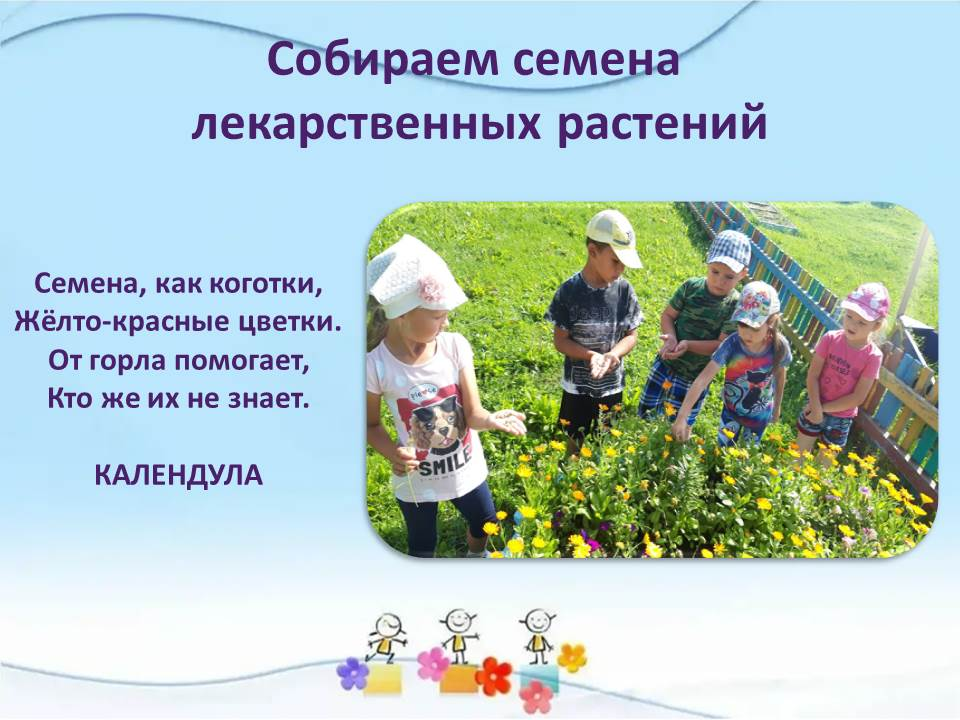 Собираем семена
лекарственных растений
Семена, как коготки,
Жёлто-красные цветки.
От горла помогает,
Кто же их не знает.
КАЛЕНДУЛА
SMILE